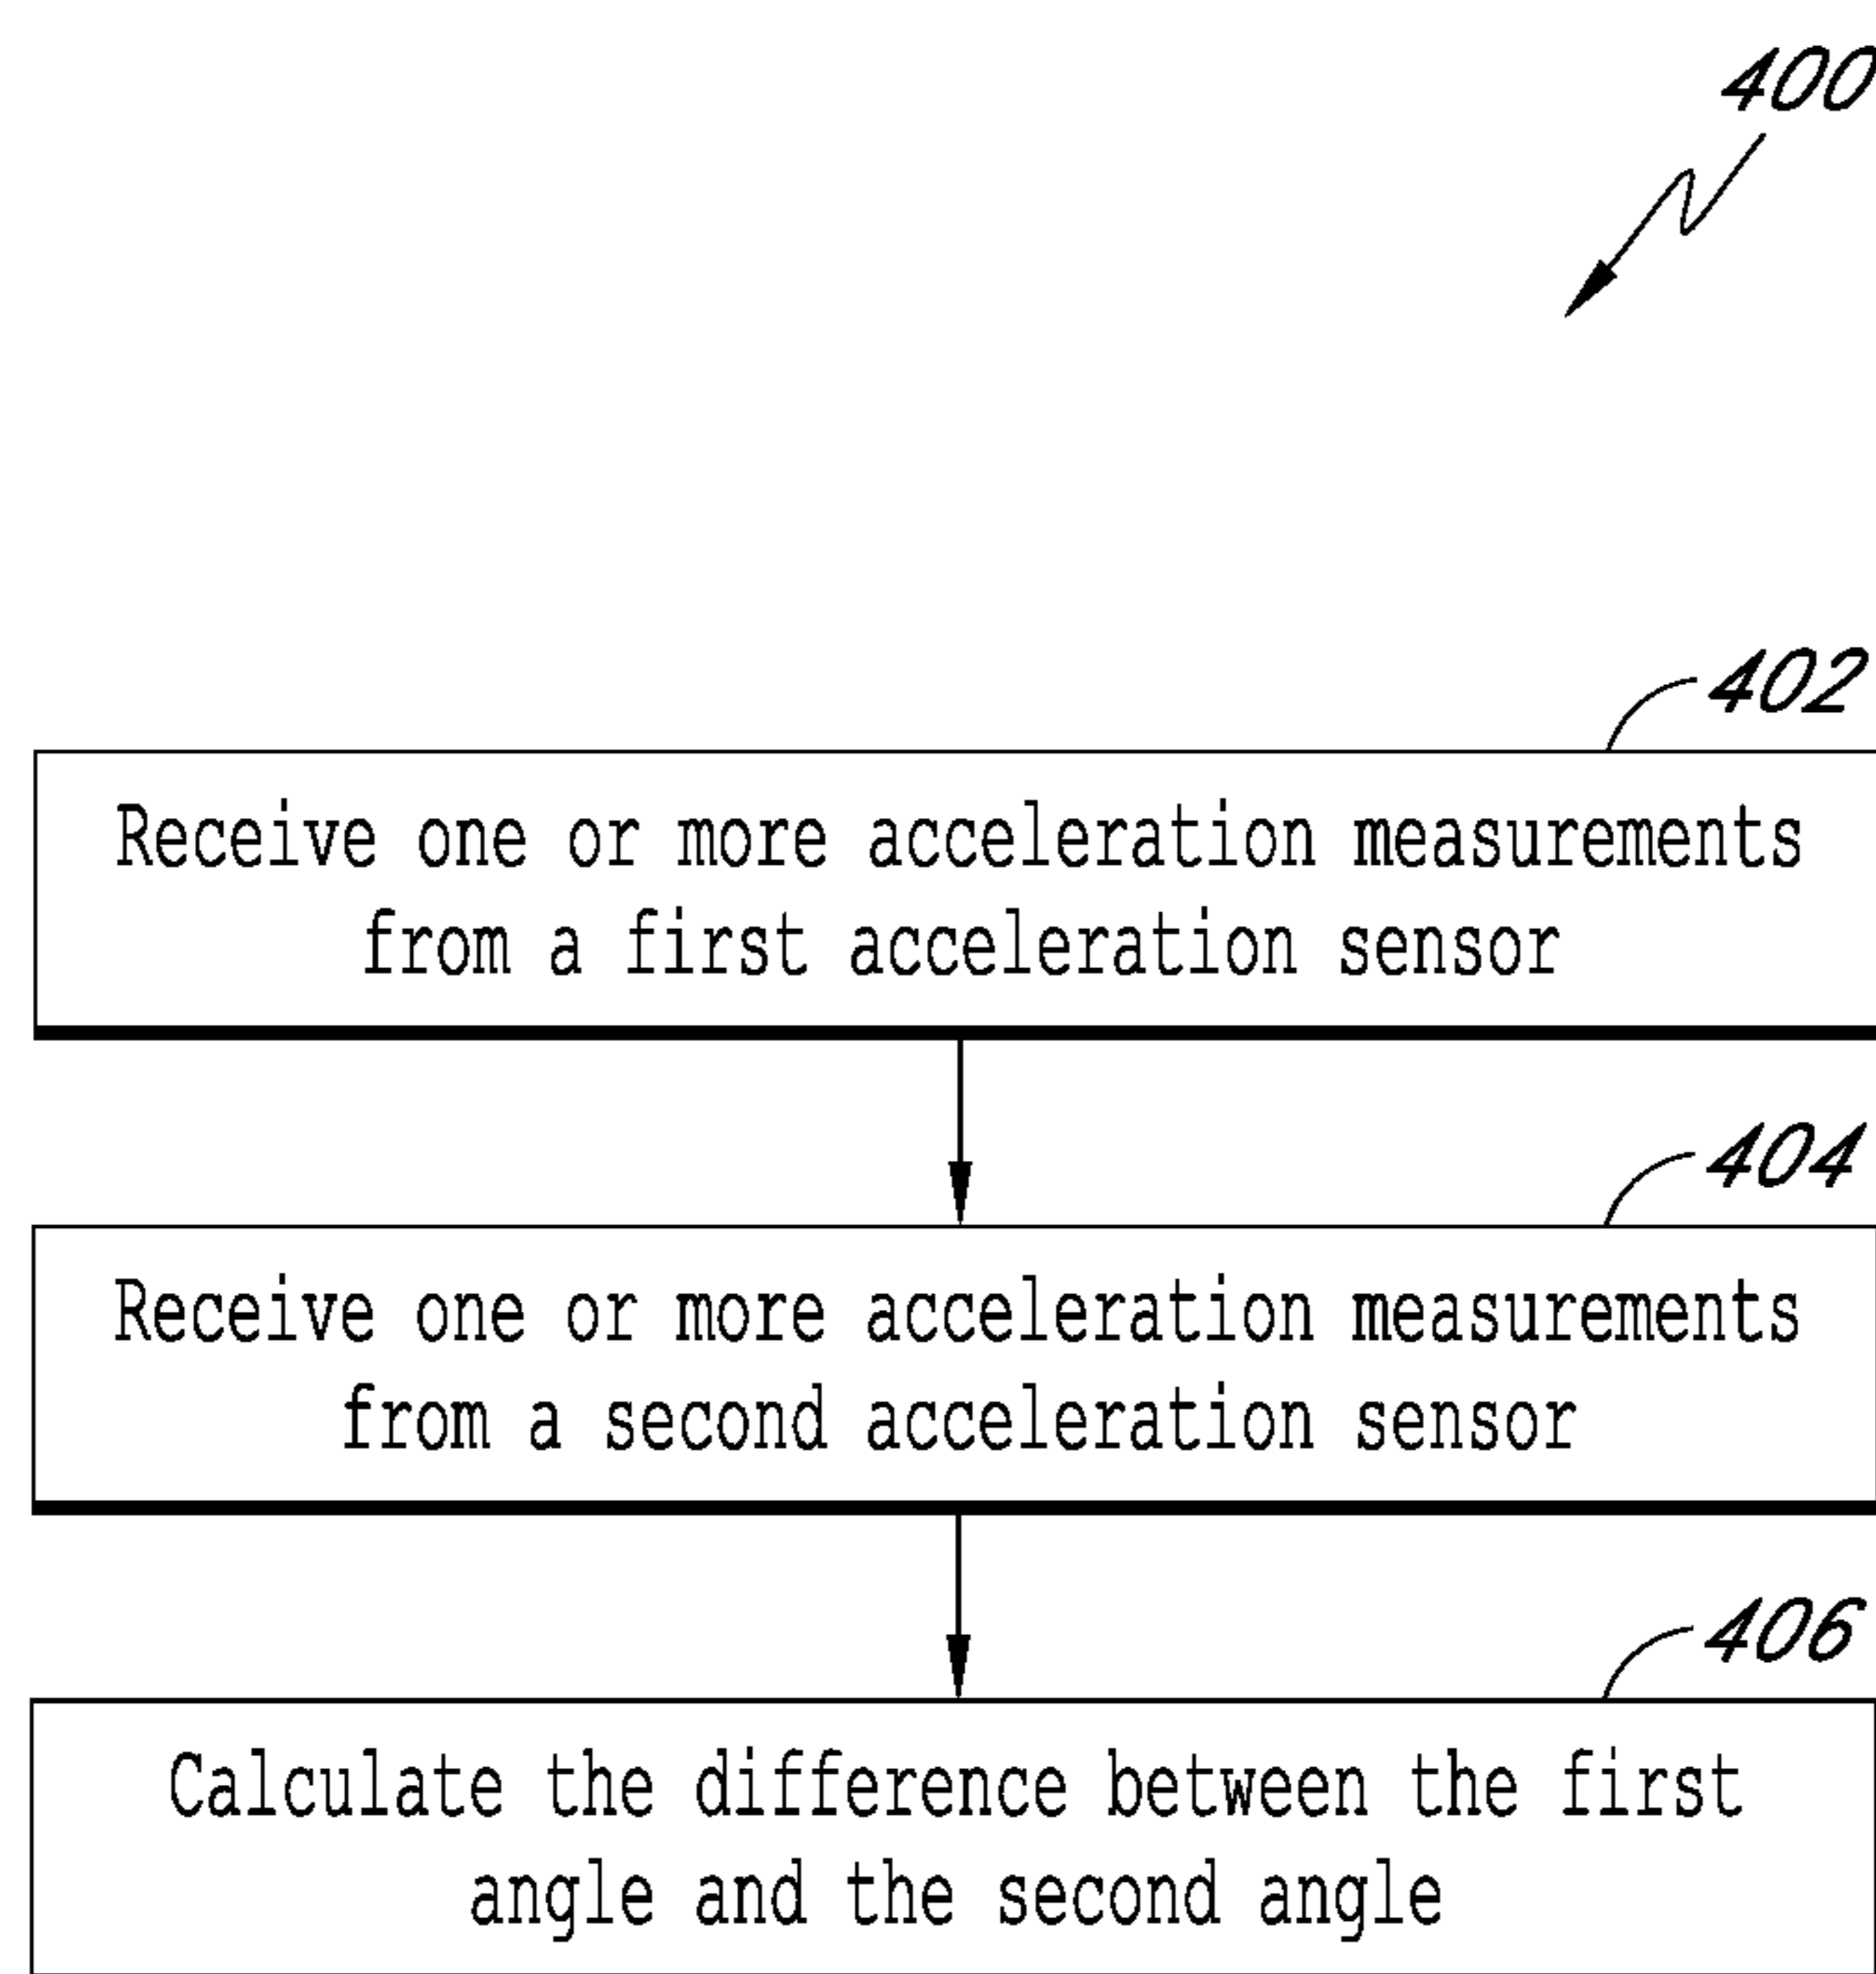 400
402
Receive one or more acceleration measurements
from a first acceleration sensor
404
Receive one or more acceleration measurements
from a second acceleration sensor
406
Calculate the difference between the first
angle and the second angle